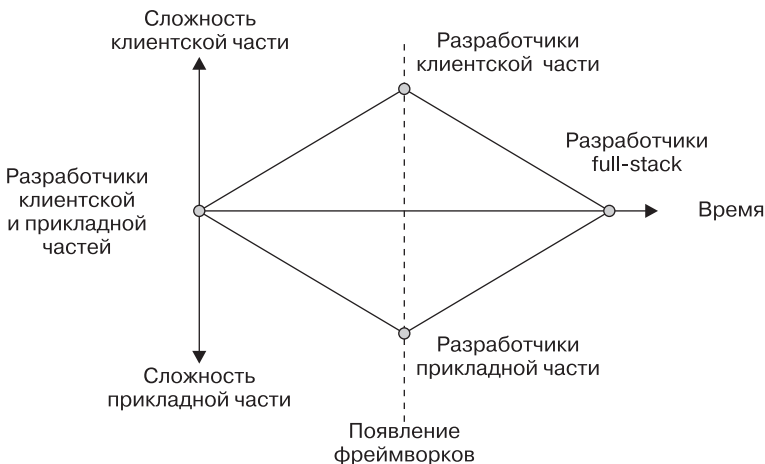 Сложность
клиентской части
Разработчики
клиентской части
Разработчики
full-stack
Разработчики
клиентской
и прикладной
частей
Время
Сложность
прикладной части
Разработчики
прикладной части
Появление
фреймворков